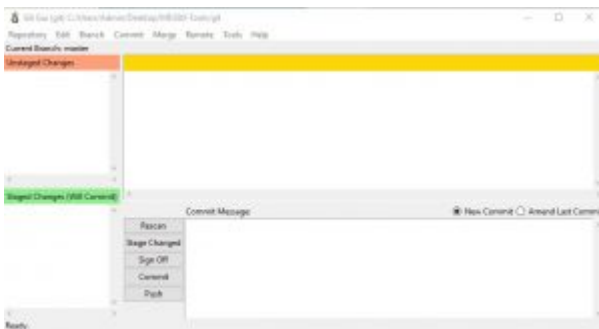 Repository Edit Branch Commit Merge Remote Tools Help
Current Branch: master
Unstaged Changes
Staged Changes (Will Commit)
Commit Message:
New Commit Amend Last Commi
Rescan
Stage Changed
Sign Off
Commit
Push
Ready.